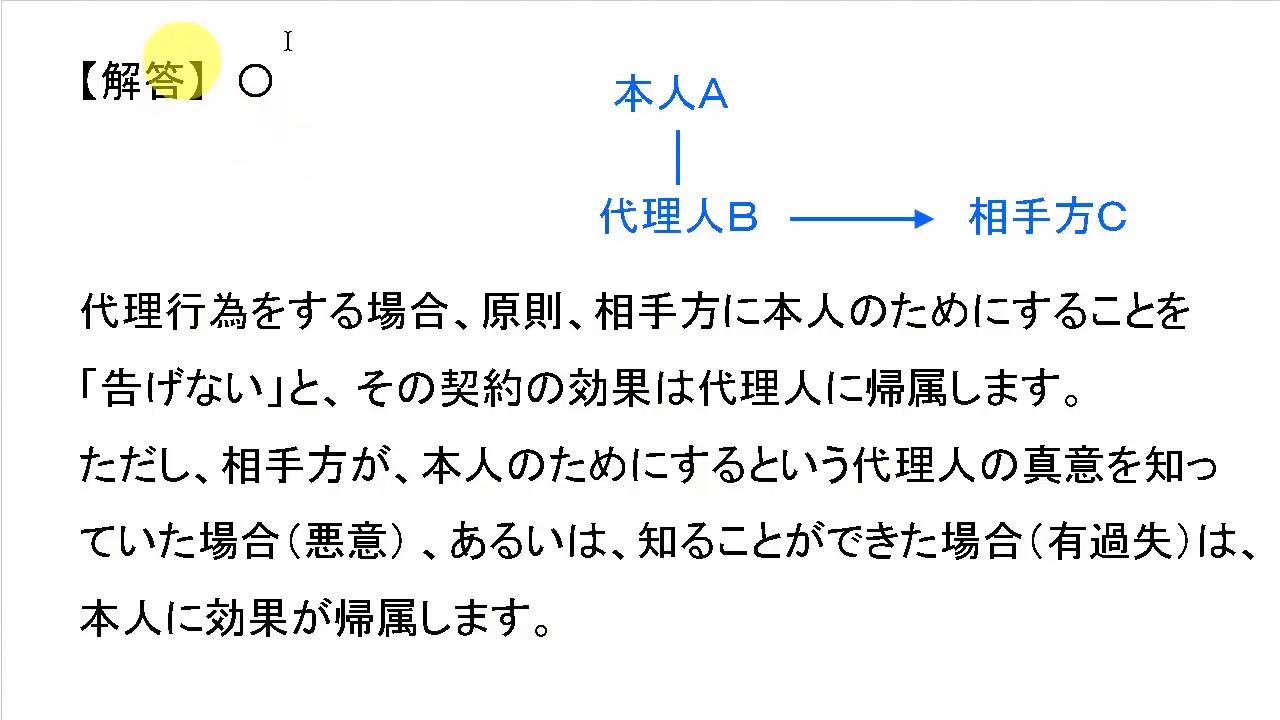 【解答】 〇
本人A
代理人B
相手方C
代理行為をする場合、原則、相手方に本人のためにすることを
「告げない」と、その契約の効果は代理人に帰属します。
ただし、相手方が、本人のためにするという代理人の真意を知っ
ていた場合（悪意）、あるいは、知ることができた場合（有過失）は、
本人に効果が帰属します。